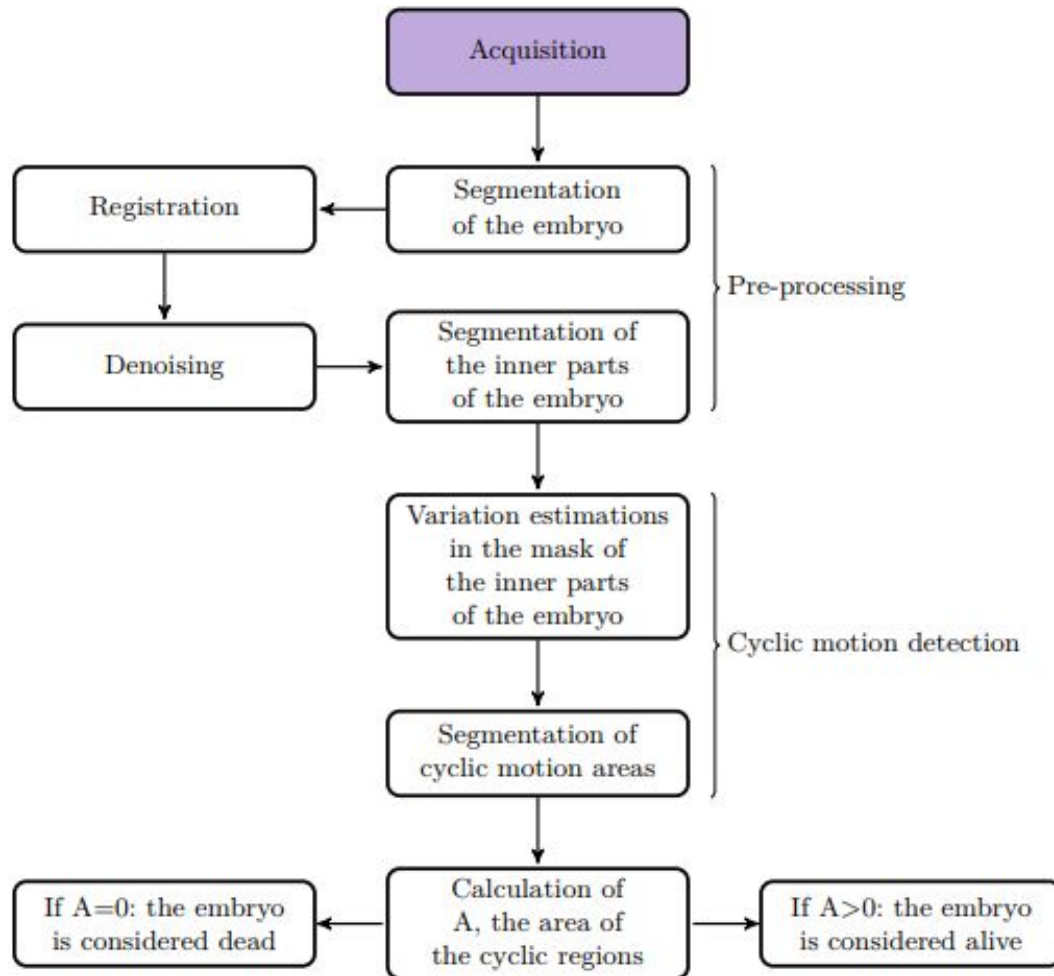 Acquisition
Segmentation
of the embryo
Registration
Pre-processing
Denoising
Segmentation of
the inner parts
of the embryo
Variation estimations
in the mask of
the inner parts
of the embryo
Cyclic motion detection
Segmentation of
cyclic motion areas
Calculation of
A, the area of
the cyclic regions
If A=0: the embryo
is considered dead
If A>0: the embryo
is considered alive